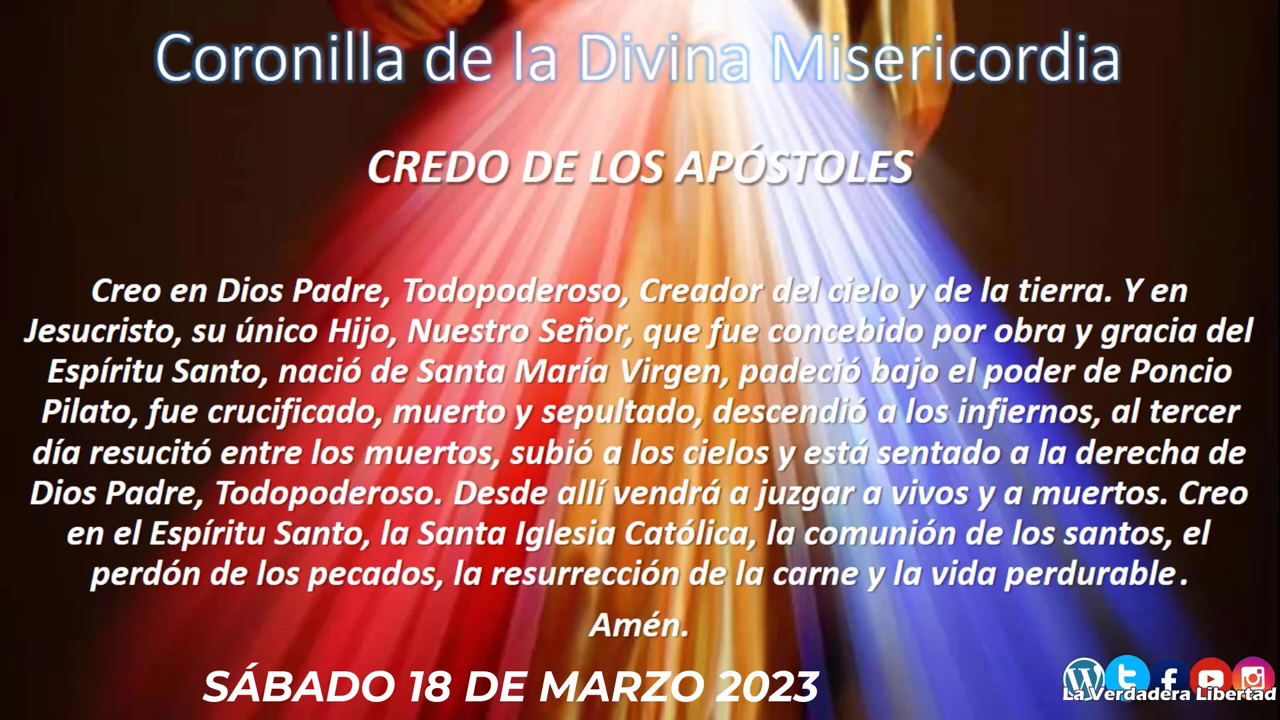 Coronilla de la Divina Misericordia
CREDO DE LOS APÓSTOLES
Creo en Dios Padre, Todopoderoso, Creador del cielo y de la tierra. Y en
Jesucristo, su único Hijo, Nuestro Señor, que fue concebido por obra y gracia del
Espíritu Santo, nació de Santa María Virgen, padeció bajo el poder de Poncio
Pilato, fue crucificado, muerto y sepultado, descendió a los infiernos, al tercer
día resucitó entre los muertos, subió a los cielos y está sentado a la derecha de
Dios Padre, Todopoderoso. Desde allí vendrá a juzgar a vivos y a muertos. Creo
en el Espíritu Santo, la Santa Iglesia Católica, la comunión de los santos, el
perdón de los pecados, la resurrección de la carne y la vida perdurable.
Amén.
SÁBADO 18 DE MARZO 2023
La Verdadera Libertad